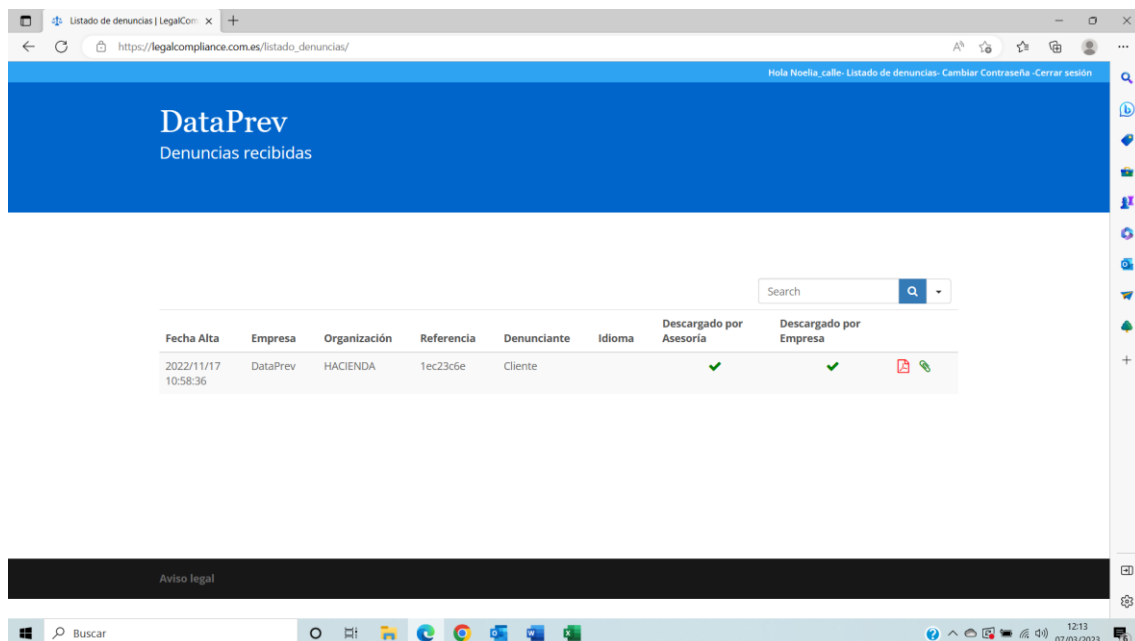 Listado de denuncias | LegalCom
https://legalcompliance.com.es/listado_denuncias/
Hola Noelia_calle- Listado de denuncias- Cambiar Contraseña -Cerrar sesión
DataPrev
Denuncias recibidas
Search
Fecha Alta Empresa Organización Referencia Denunciante Idioma Descargado por Asesoría Descargado por Empresa
2022/11/17 DataPrev HACIENDA 1ec23c6e Cliente
10:58:36
Aviso legal
Buscar
12:13
07/03/2023